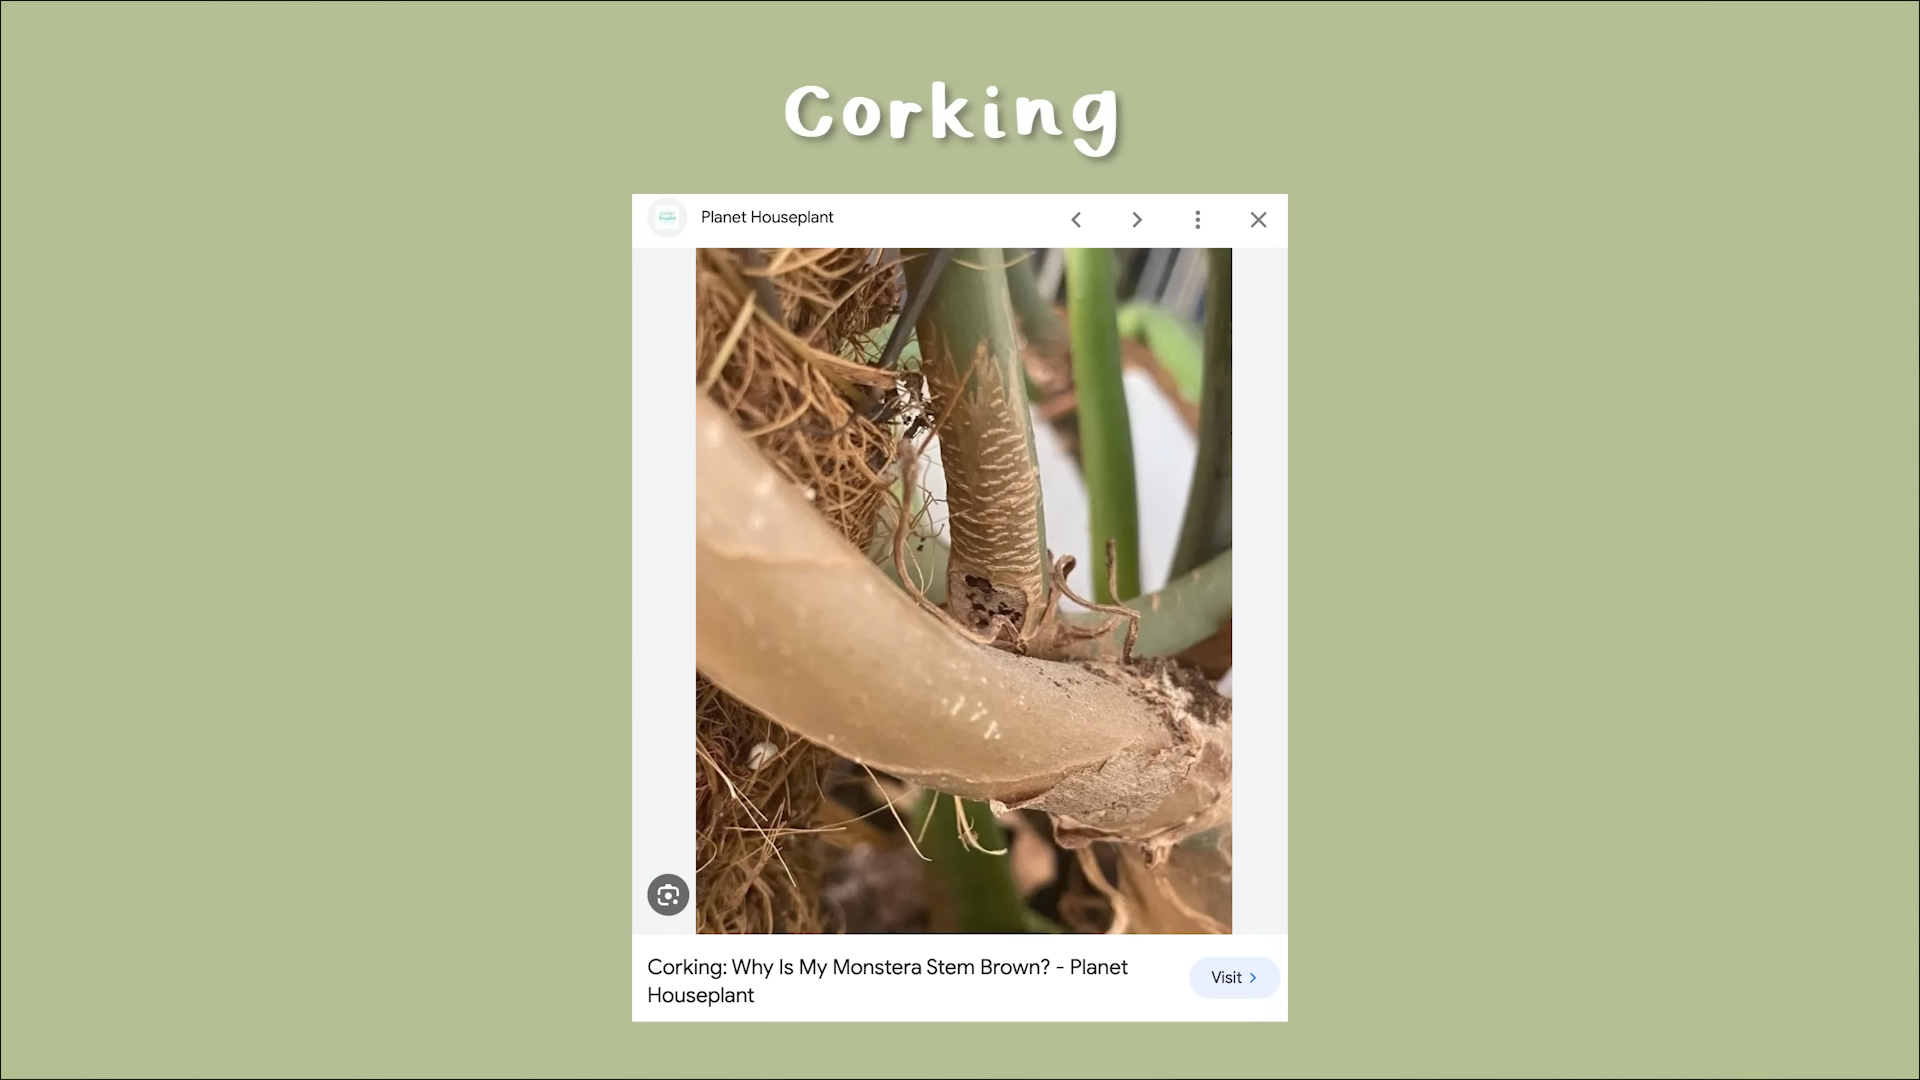 Corking
Planet Houseplant
Corking: Why Is My Monstera Stem Brown? - Planet
Houseplant
Visit